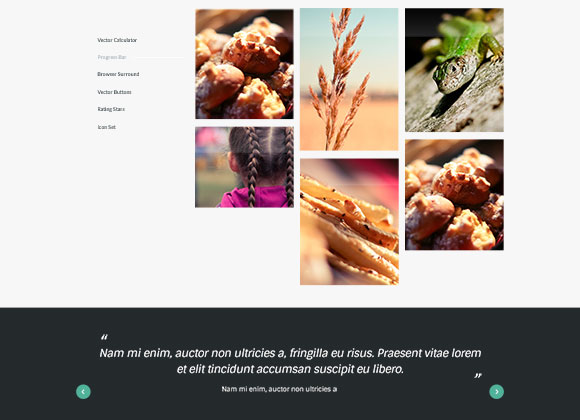 Vector Calculator
Progress Bar
Browser Surround
Vector Buttons
Rating Stars
Icon Set
“
Nam mi enim, auctor non ultricies a, fringilla eu risus. Praesent vitae lorem
et elit tincidunt accumsan suscipit eu libero.
”
Nam mi enim, auctor non ultricies a